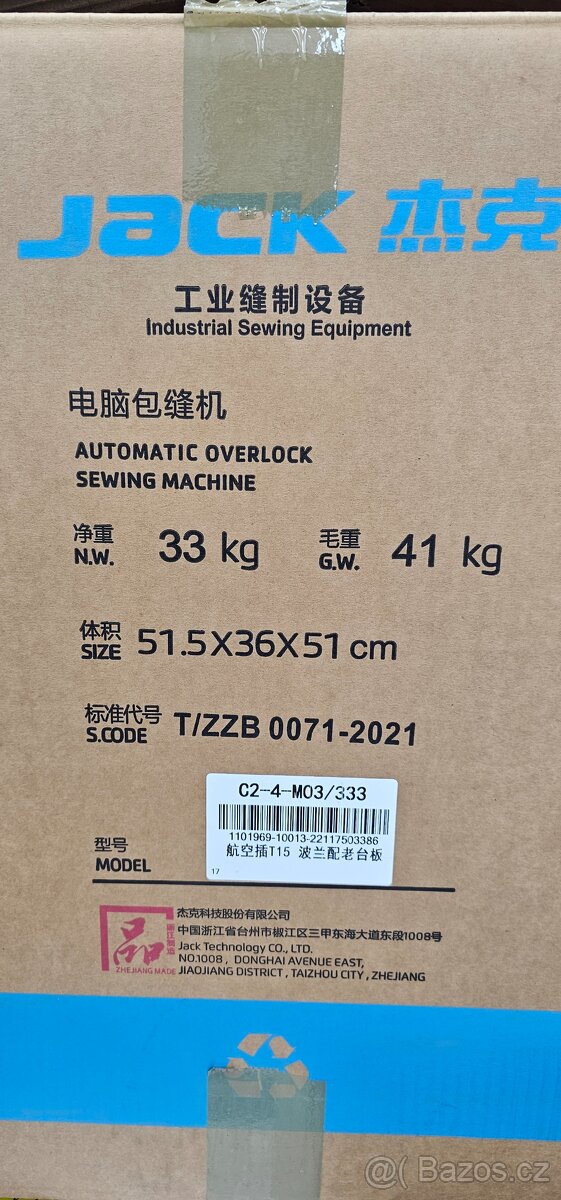 Jack 杰克
工业缝制设备
Industrial Sewing Equipment
电脑包缝机
AUTOMATIC OVERLOCK
SEWING MACHINE
净重
N.W. 33 kg
毛重
G.W. 41 kg
体积
SIZE 51.5X36X51 cm
标准代号
S.CODE T/ZZB 0071-2021
C2-4-M03/333
1101969-10013-22117503386
航空插T15 波兰配老台板
17
型号
MODEL
品
浙江制造
ZHEJIANG MADE
杰克科技股份有限公司
中国浙江省台州市椒江区三甲东海大道东段1008号
Jack Technology CO., LTD.
NO.1008 , DONGHAI AVENUE EAST,
JIAOJIANG DISTRICT , TAIZHOU CITY , ZHEJIANG
@ Bazos.cz